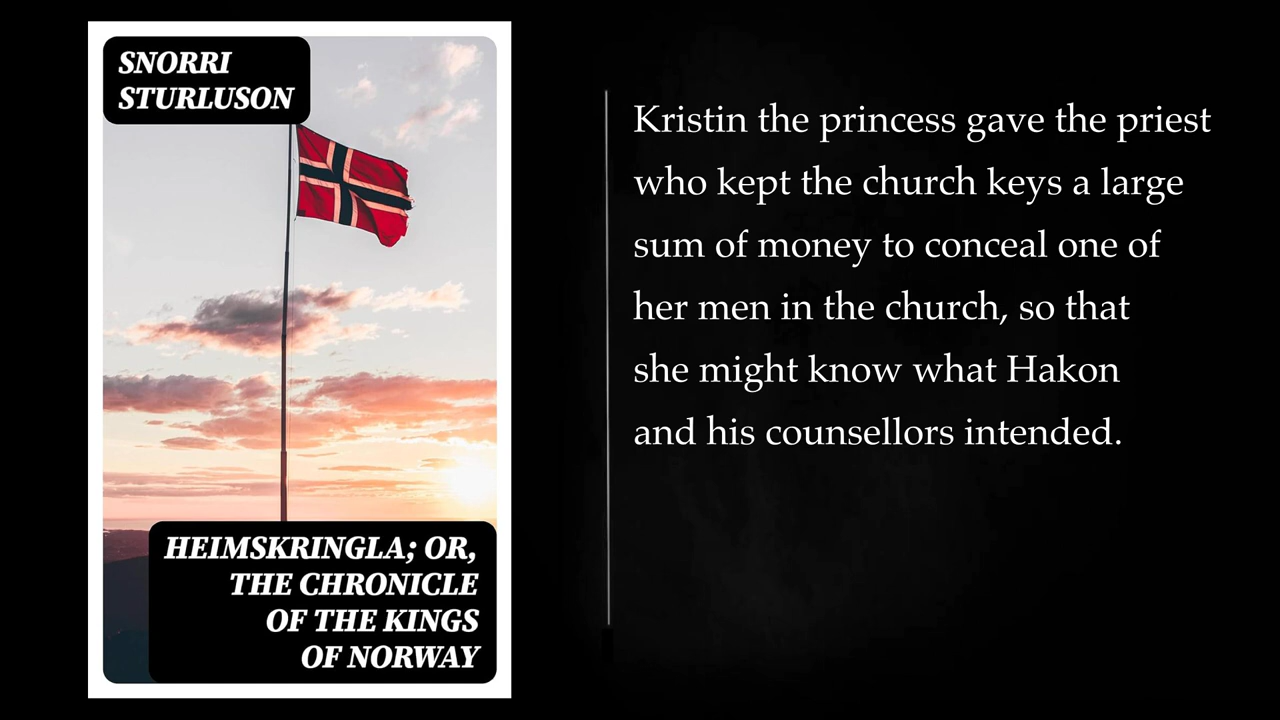 SNORRI
STURLUSON
HEIMSKRINGLA; OR,
THE CHRONICLE
OF THE KINGS
OF NORWAY
Kristin the princess gave the priest
who kept the church keys a large
sum of money to conceal one of
her men in the church, so that
she might know what Hakon
and his counsellors intended.